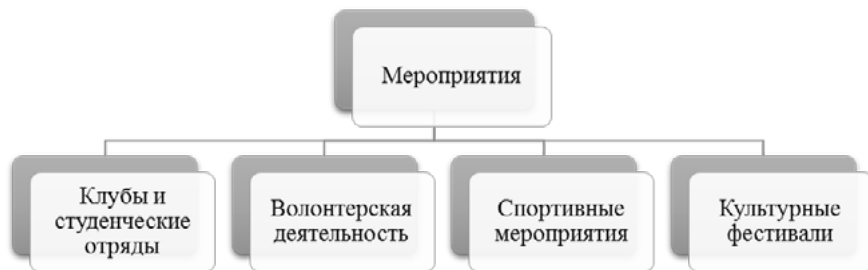 Мероприятия
Клубы и
студенческие
отряды
Волонтерская
деятельность
Спортивные
мероприятия
Культурные
фестивали